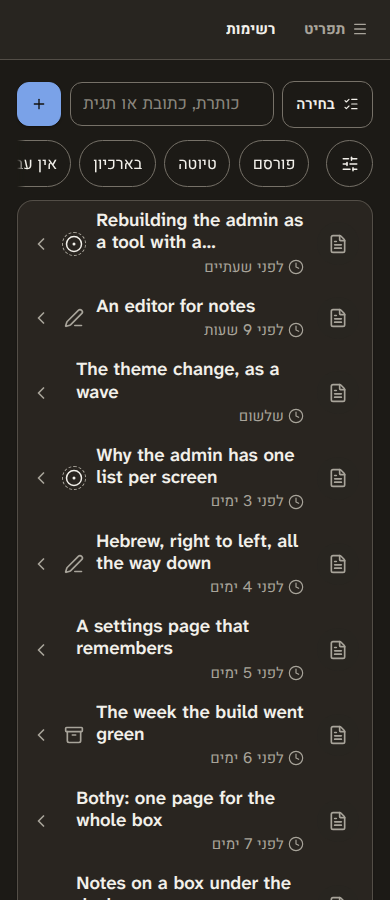 תפריט
רשימות
בחירה
כותרת, כתובת או תגית
+
פורסם
טיוטה
בארכיון
אין
Rebuilding the admin as
a tool with a...
לפני שעתיים
An editor for notes
לפני 9 שעות
The theme change, as a
wave
שלשום
Why the admin has one
list per screen
לפני 3 ימים
Hebrew, right to left, all
the way down
לפני 4 ימים
A settings page that
remembers
לפני 5 ימים
The week the build went
green
לפני 6 ימים
Bothy: one page for the
whole box
לפני 7 ימים
Notes on a box under the